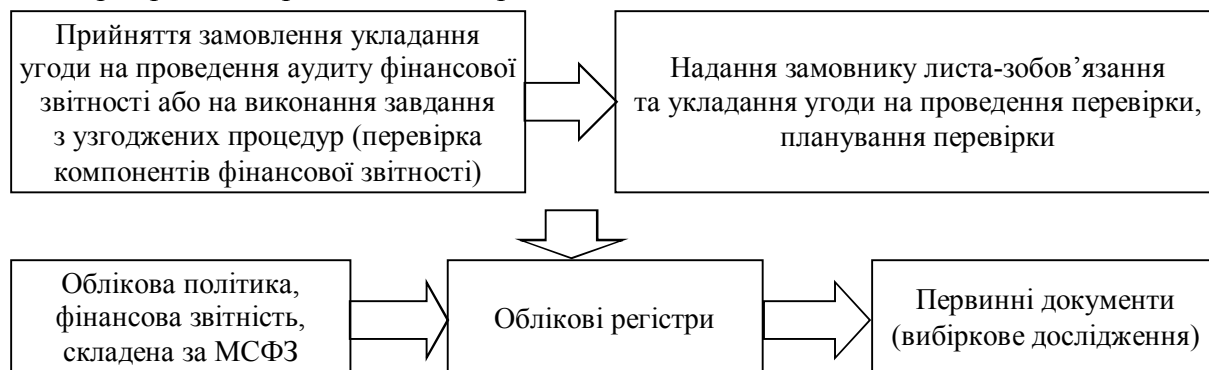 Прийняття замовлення укладання
угоди на проведення аудиту фінансової
звітності або на виконання завдання
з узгоджених процедур (перевірка
компонентів фінансової звітності)
Надання замовнику листа-зобов’язання
та укладання угоди на проведення перевірки,
планування перевірки
Облікова політика,
фінансова звітність,
складена за МСФЗ
Облікові регістри
Первинні документи
(вибіркове дослідження)